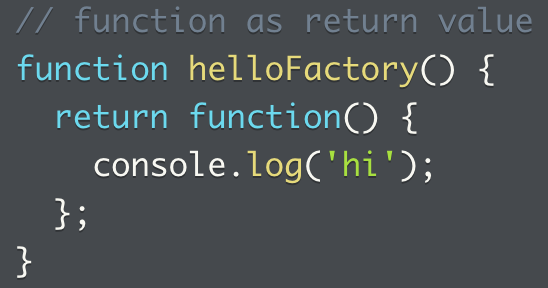 // function as return value
function helloFactory() {
  return function() {
    console.log('hi');
  };
}